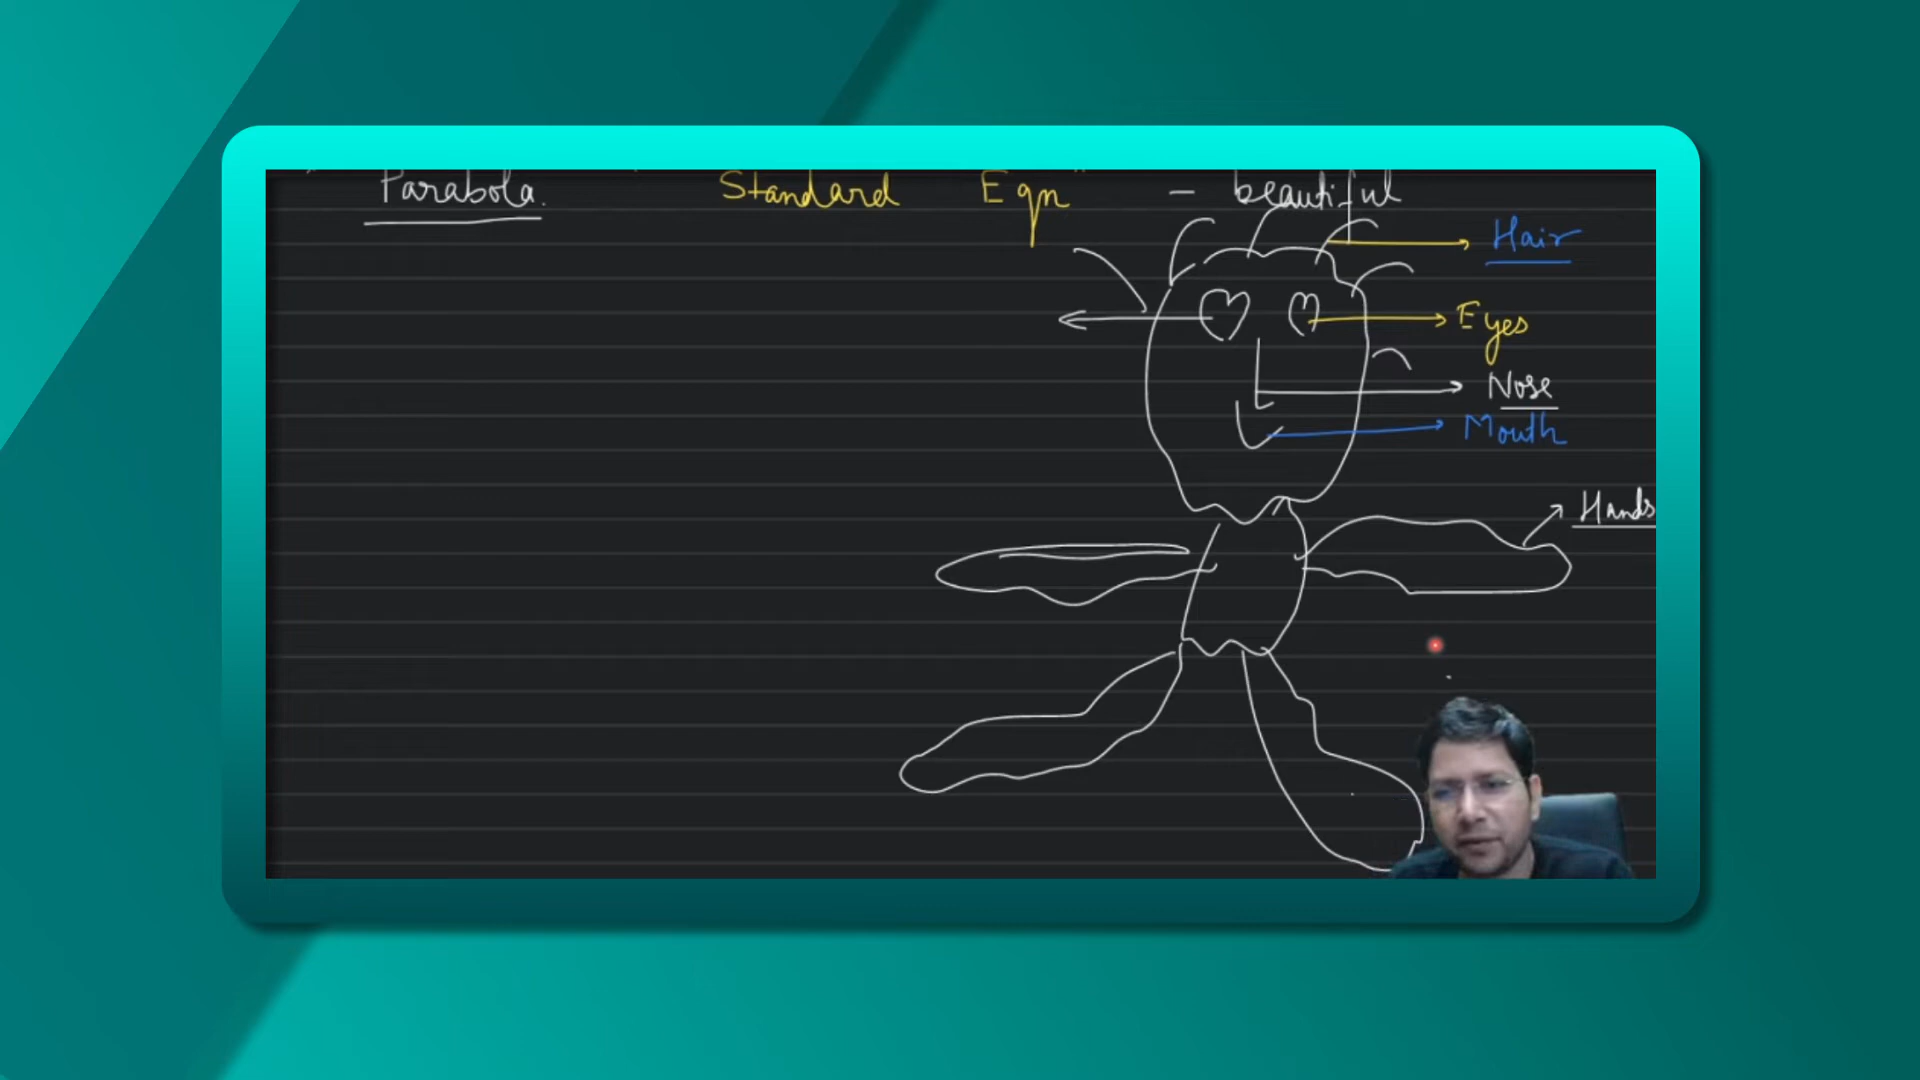 Parabola. " Standard Eqn" - beautiful
Hair
Eyes
Nose
Mouth
Hands